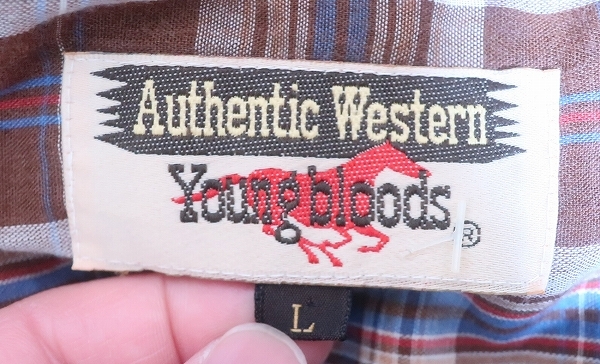 Authentic Western
Youngbloods
®
L